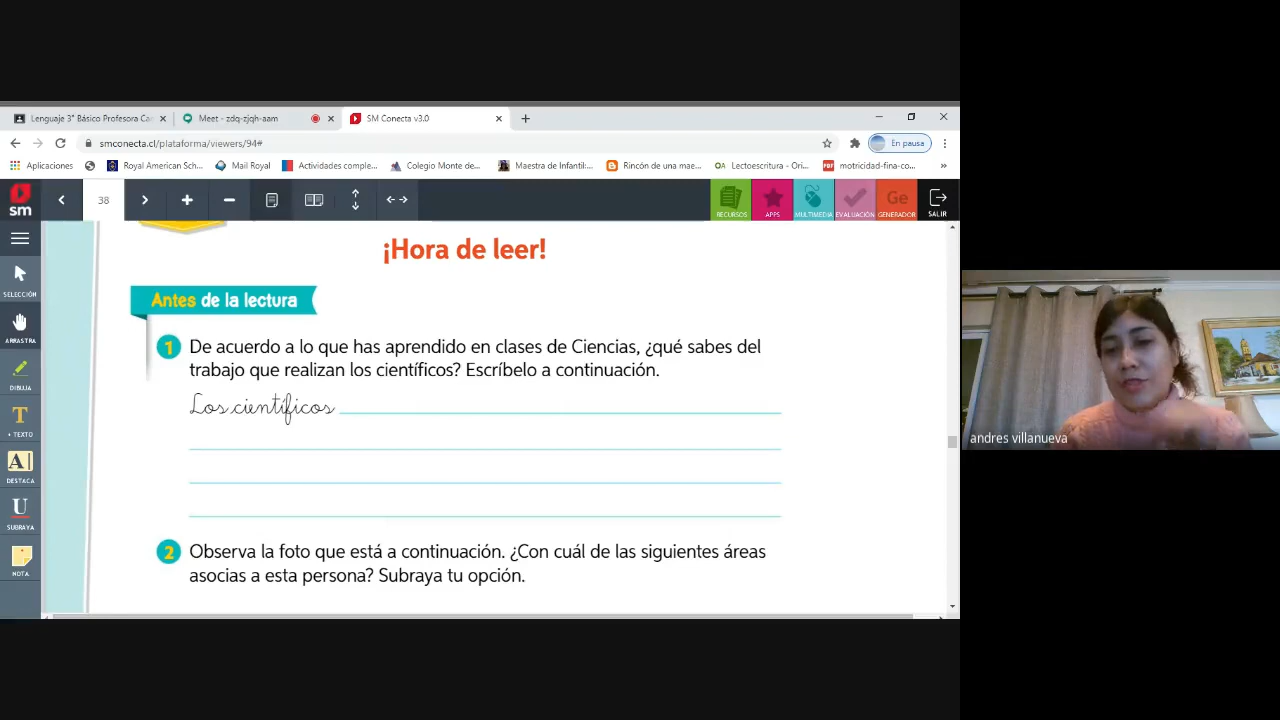 Lenguaje 3° Básico Profesora Ca
Meet - zdq-zjqh-aam
SM Conecta v3.0
smconecta.cl/plataforma/viewers/94#
En pausa
Aplicaciones
Royal American Sch...
Mail Royal
Actividades comple...
Colegio Monte de...
Maestra de Infantil:...
Rincón de una mae...
OA Lectoescritura - Ori...
PDF motricidad-fina-co...
»
sm
38
RECURSOS
APPS
MULTIMEDIA
EVALUACIÓN
Ge
GENERADOR
SALIR
SELECCIÓN
ARRASTRA
DIBUJA
T
+ TEXTO
A
DESTACA
U
SUBRAYA
NOTA
¡Hora de leer!
Antes de la lectura
1 De acuerdo a lo que has aprendido en clases de Ciencias, ¿qué sabes del
trabajo que realizan los científicos? Escríbelo a continuación.
Los científicos
2 Observa la foto que está a continuación. ¿Con cuál de las siguientes áreas
asocias a esta persona? Subraya tu opción.
andres villanueva